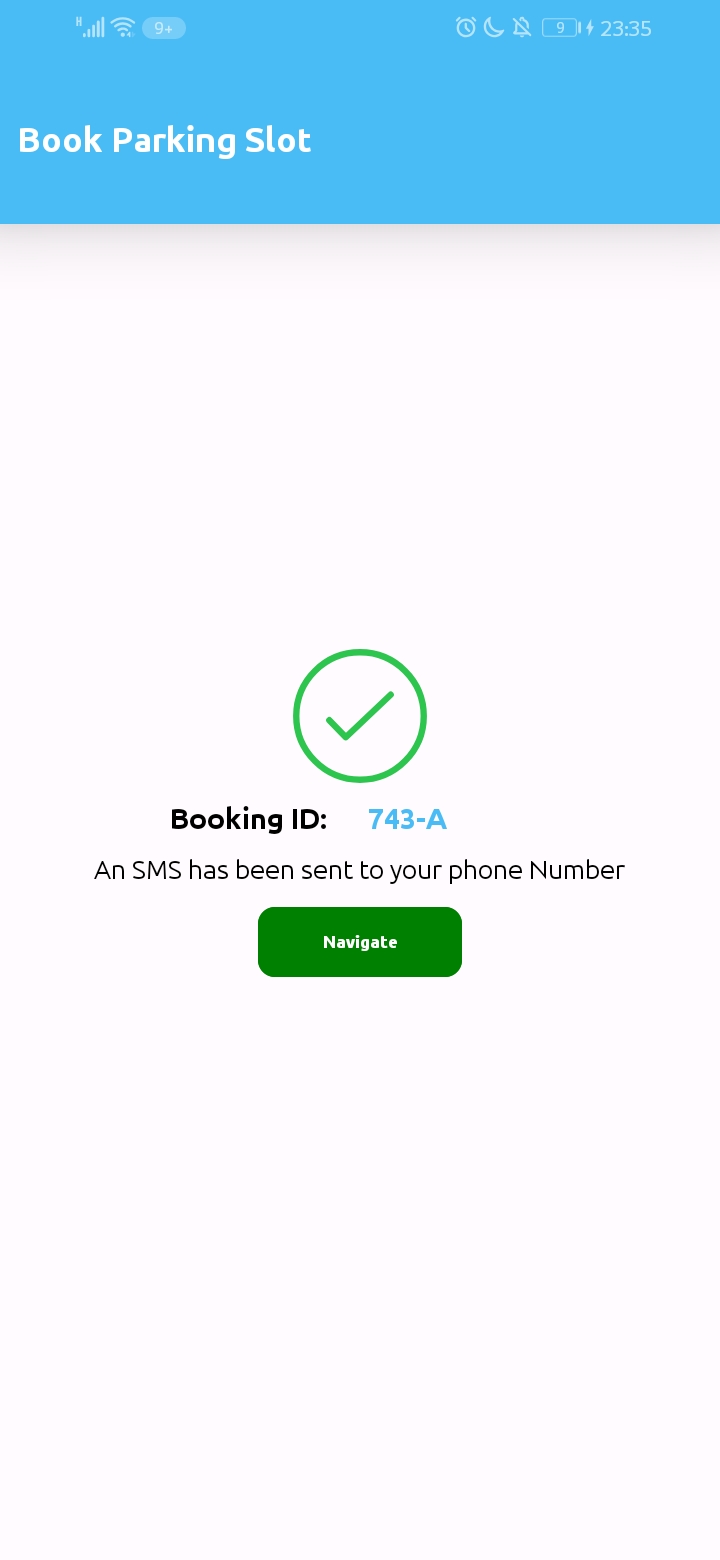 H 9+ 9 23:35
Book Parking Slot
Booking ID: 743-A
An SMS has been sent to your phone Number
Navigate